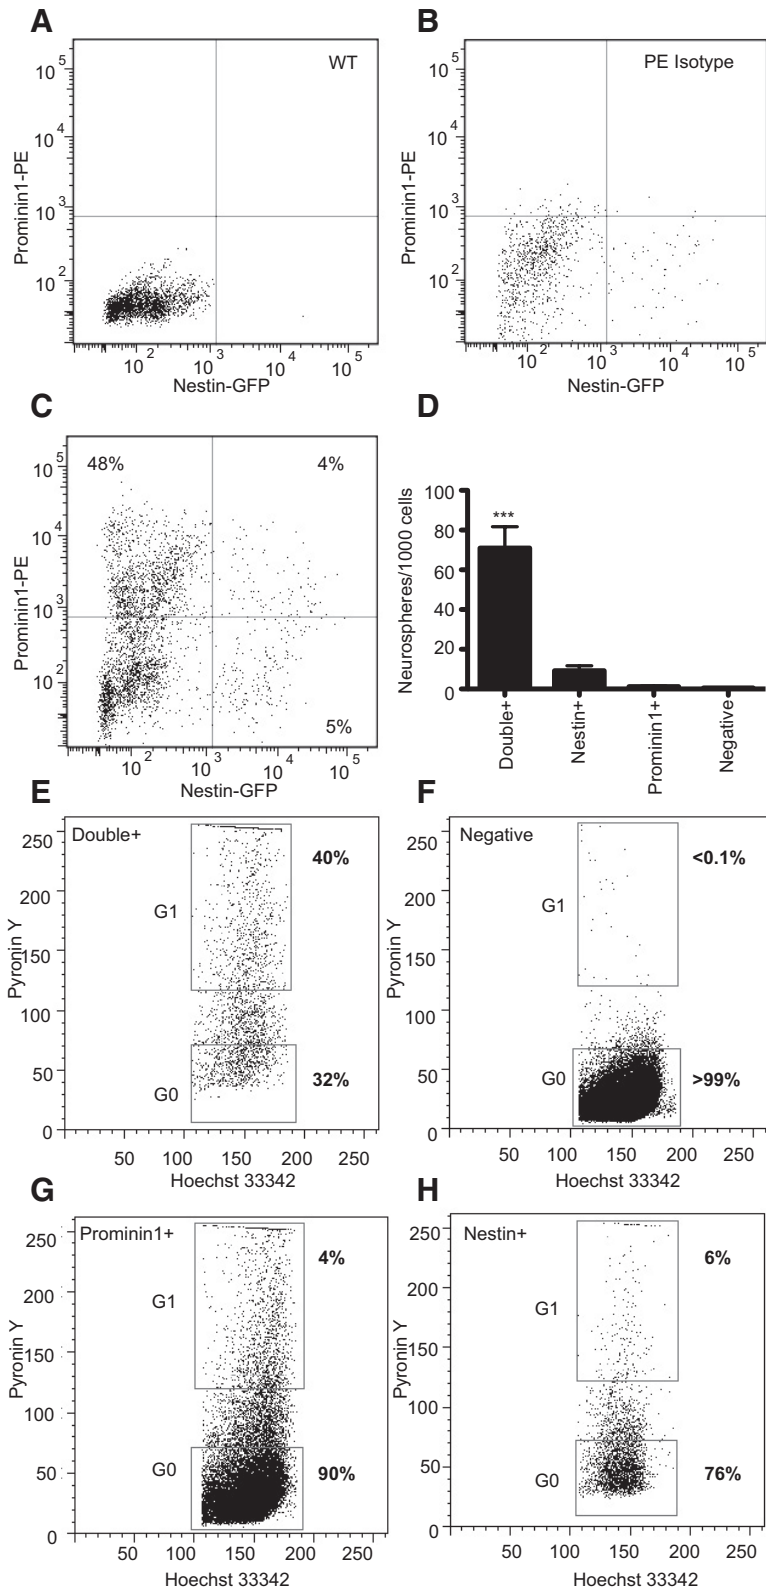 A
WT
10 5
10 4
10 3
10 2
Prominin1-PE
10 2
10 3
10 4
10 5
Nestin-GFP
B
PE Isotype
10 5
10 4
10 3
10 2
Prominin1-PE
10 2
10 3
10 4
10 5
Nestin-GFP
C
48%
4%
5%
10 5
10 4
10 3
10 2
Prominin1-PE
10 2
10 3
10 4
10 5
Nestin-GFP
D
Neurospheres/1000 cells
100
80
60
40
20
0
***
Double+
Nestin+
Prominin1+
Negative
E
Double+
40%
G1
G0
32%
Pyronin Y
250
200
150
100
50
0
50
100
150
200
250
Hoechst 33342
F
Negative
<0.1%
G1
G0
>99%
Pyronin Y
250
200
150
100
50
0
50
100
150
200
250
Hoechst 33342
G
Prominin1+
4%
G1
G0
90%
Pyronin Y
250
200
150
100
50
0
50
100
150
200
250
Hoechst 33342
H
Nestin+
6%
G1
G0
76%
Pyronin Y
250
200
150
100
50
0
50
100
150
200
250
Hoechst 33342